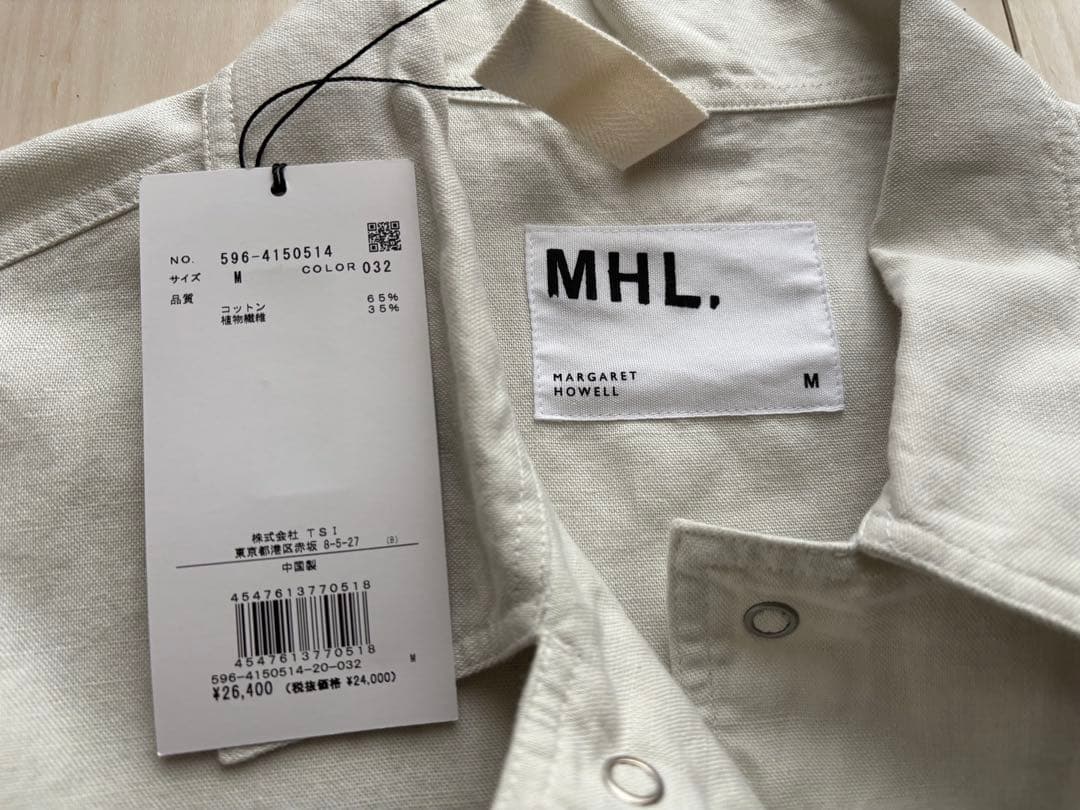 NO. 596-4150514
サイズ M COLOR 032
品質 コットン 65%
植物繊維 35%
株式会社 TSI
東京都港区赤坂 8-5-27 (B)
中国製
4547613770518
4547613770518
596-4150514-20-032 M
¥26,400 (税抜価格 ¥24,000)
MHL.
MARGARET
HOWELL
M